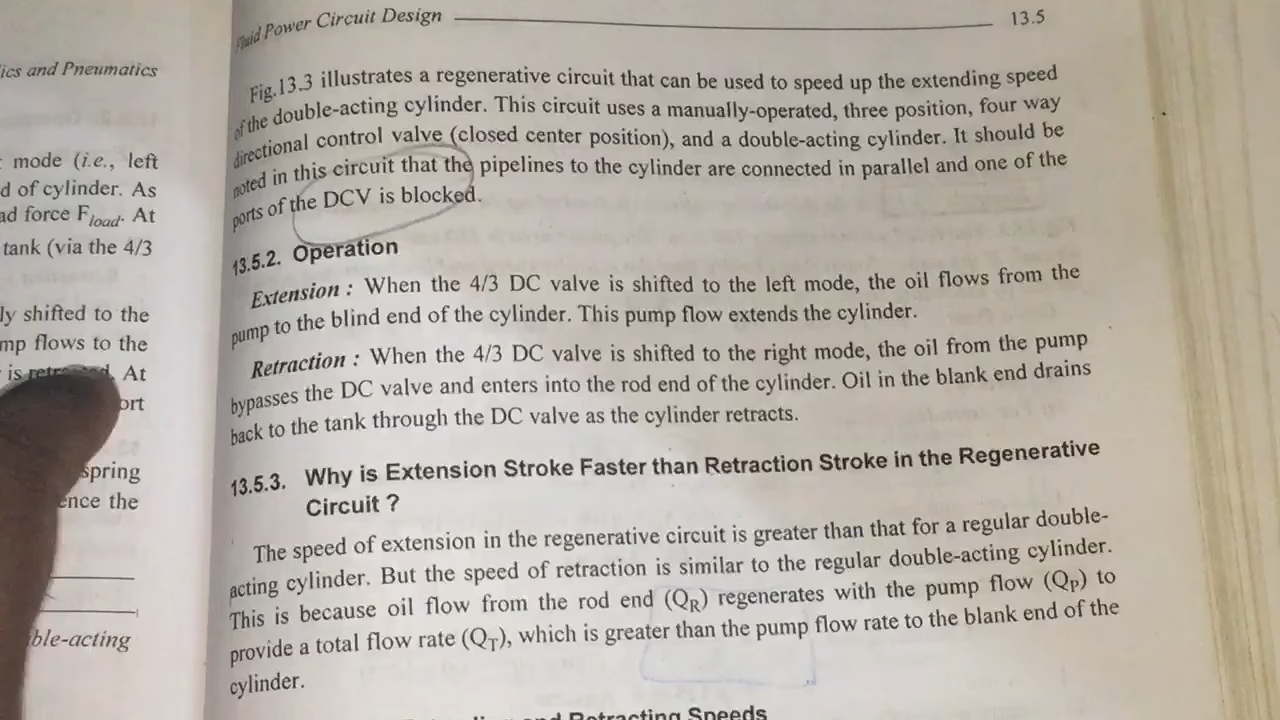 ics and Pneumatics
mode (i.e., left
d of cylinder. As
ad force Fload. At
tank (via the 4/3
ly shifted to the
mp flows to the
is retracted. At
ort
spring
ence the
ble-acting
Fluid Power Circuit Design 13.5
Fig.13.3 illustrates a regenerative circuit that can be used to speed up the extending speed
of the double-acting cylinder. This circuit uses a manually-operated, three position, four way
directional control valve (closed center position), and a double-acting cylinder. It should be
noted in this circuit that the pipelines to the cylinder are connected in parallel and one of the
ports of the DCV is blocked.
13.5.2. Operation
Extension : When the 4/3 DC valve is shifted to the left mode, the oil flows from the
pump to the blind end of the cylinder. This pump flow extends the cylinder.
Retraction : When the 4/3 DC valve is shifted to the right mode, the oil from the pump
bypasses the DC valve and enters into the rod end of the cylinder. Oil in the blank end drains
back to the tank through the DC valve as the cylinder retracts.
13.5.3. Why is Extension Stroke Faster than Retraction Stroke in the Regenerative
Circuit ?
The speed of extension in the regenerative circuit is greater than that for a regular double-
acting cylinder. But the speed of retraction is similar to the regular double-acting cylinder.
This is because oil flow from the rod end (QR) regenerates with the pump flow (QP) to
provide a total flow rate (QT), which is greater than the pump flow rate to the blank end of the
cylinder.
and Retracting Speeds